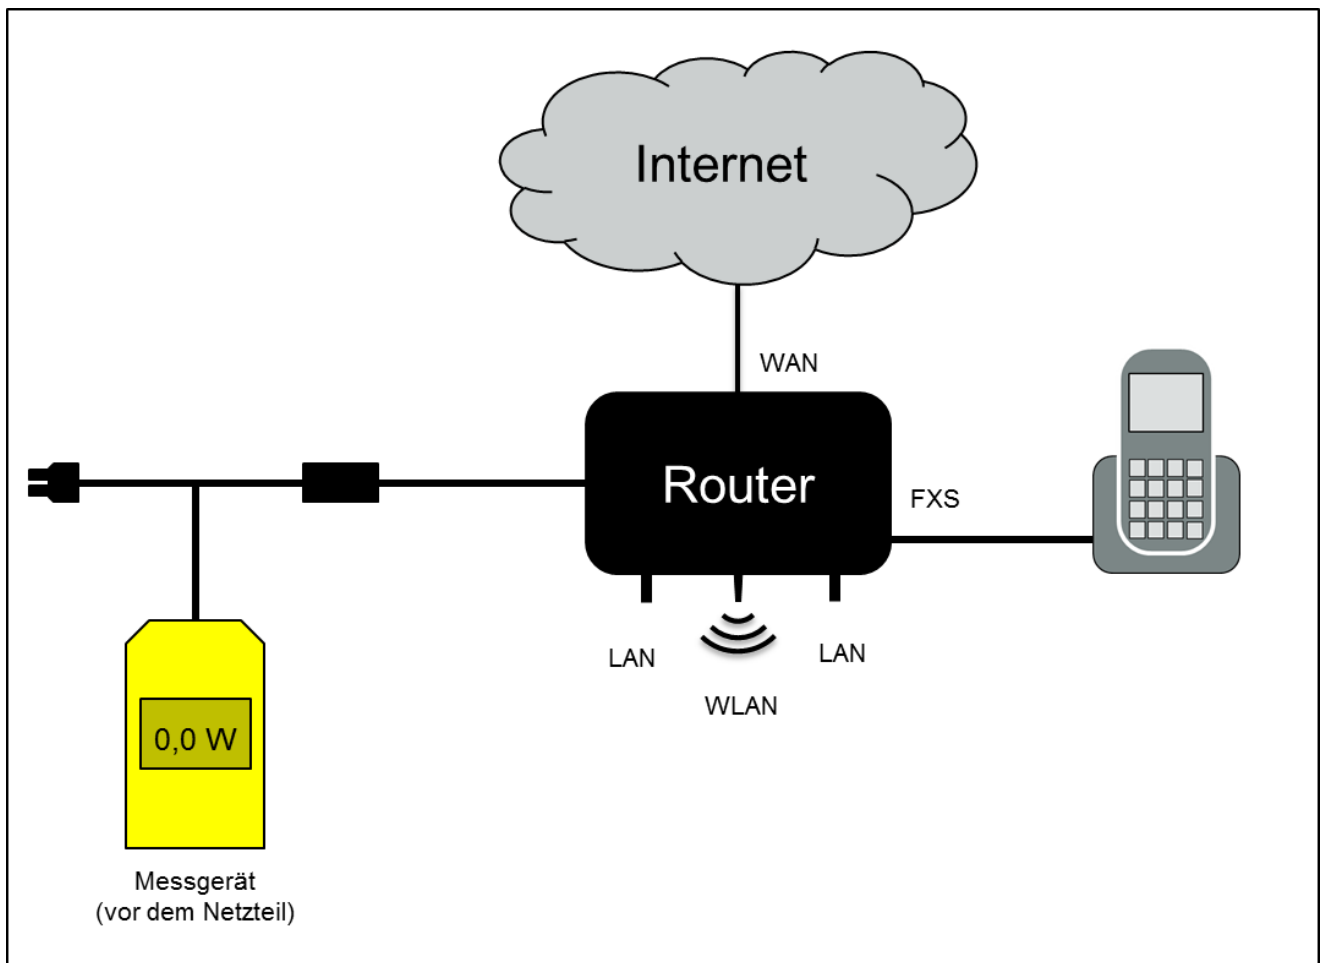 Internet
WAN
Router
FXS
LAN
LAN
WLAN
0,0 W
Messgerät
(vor dem Netzteil)